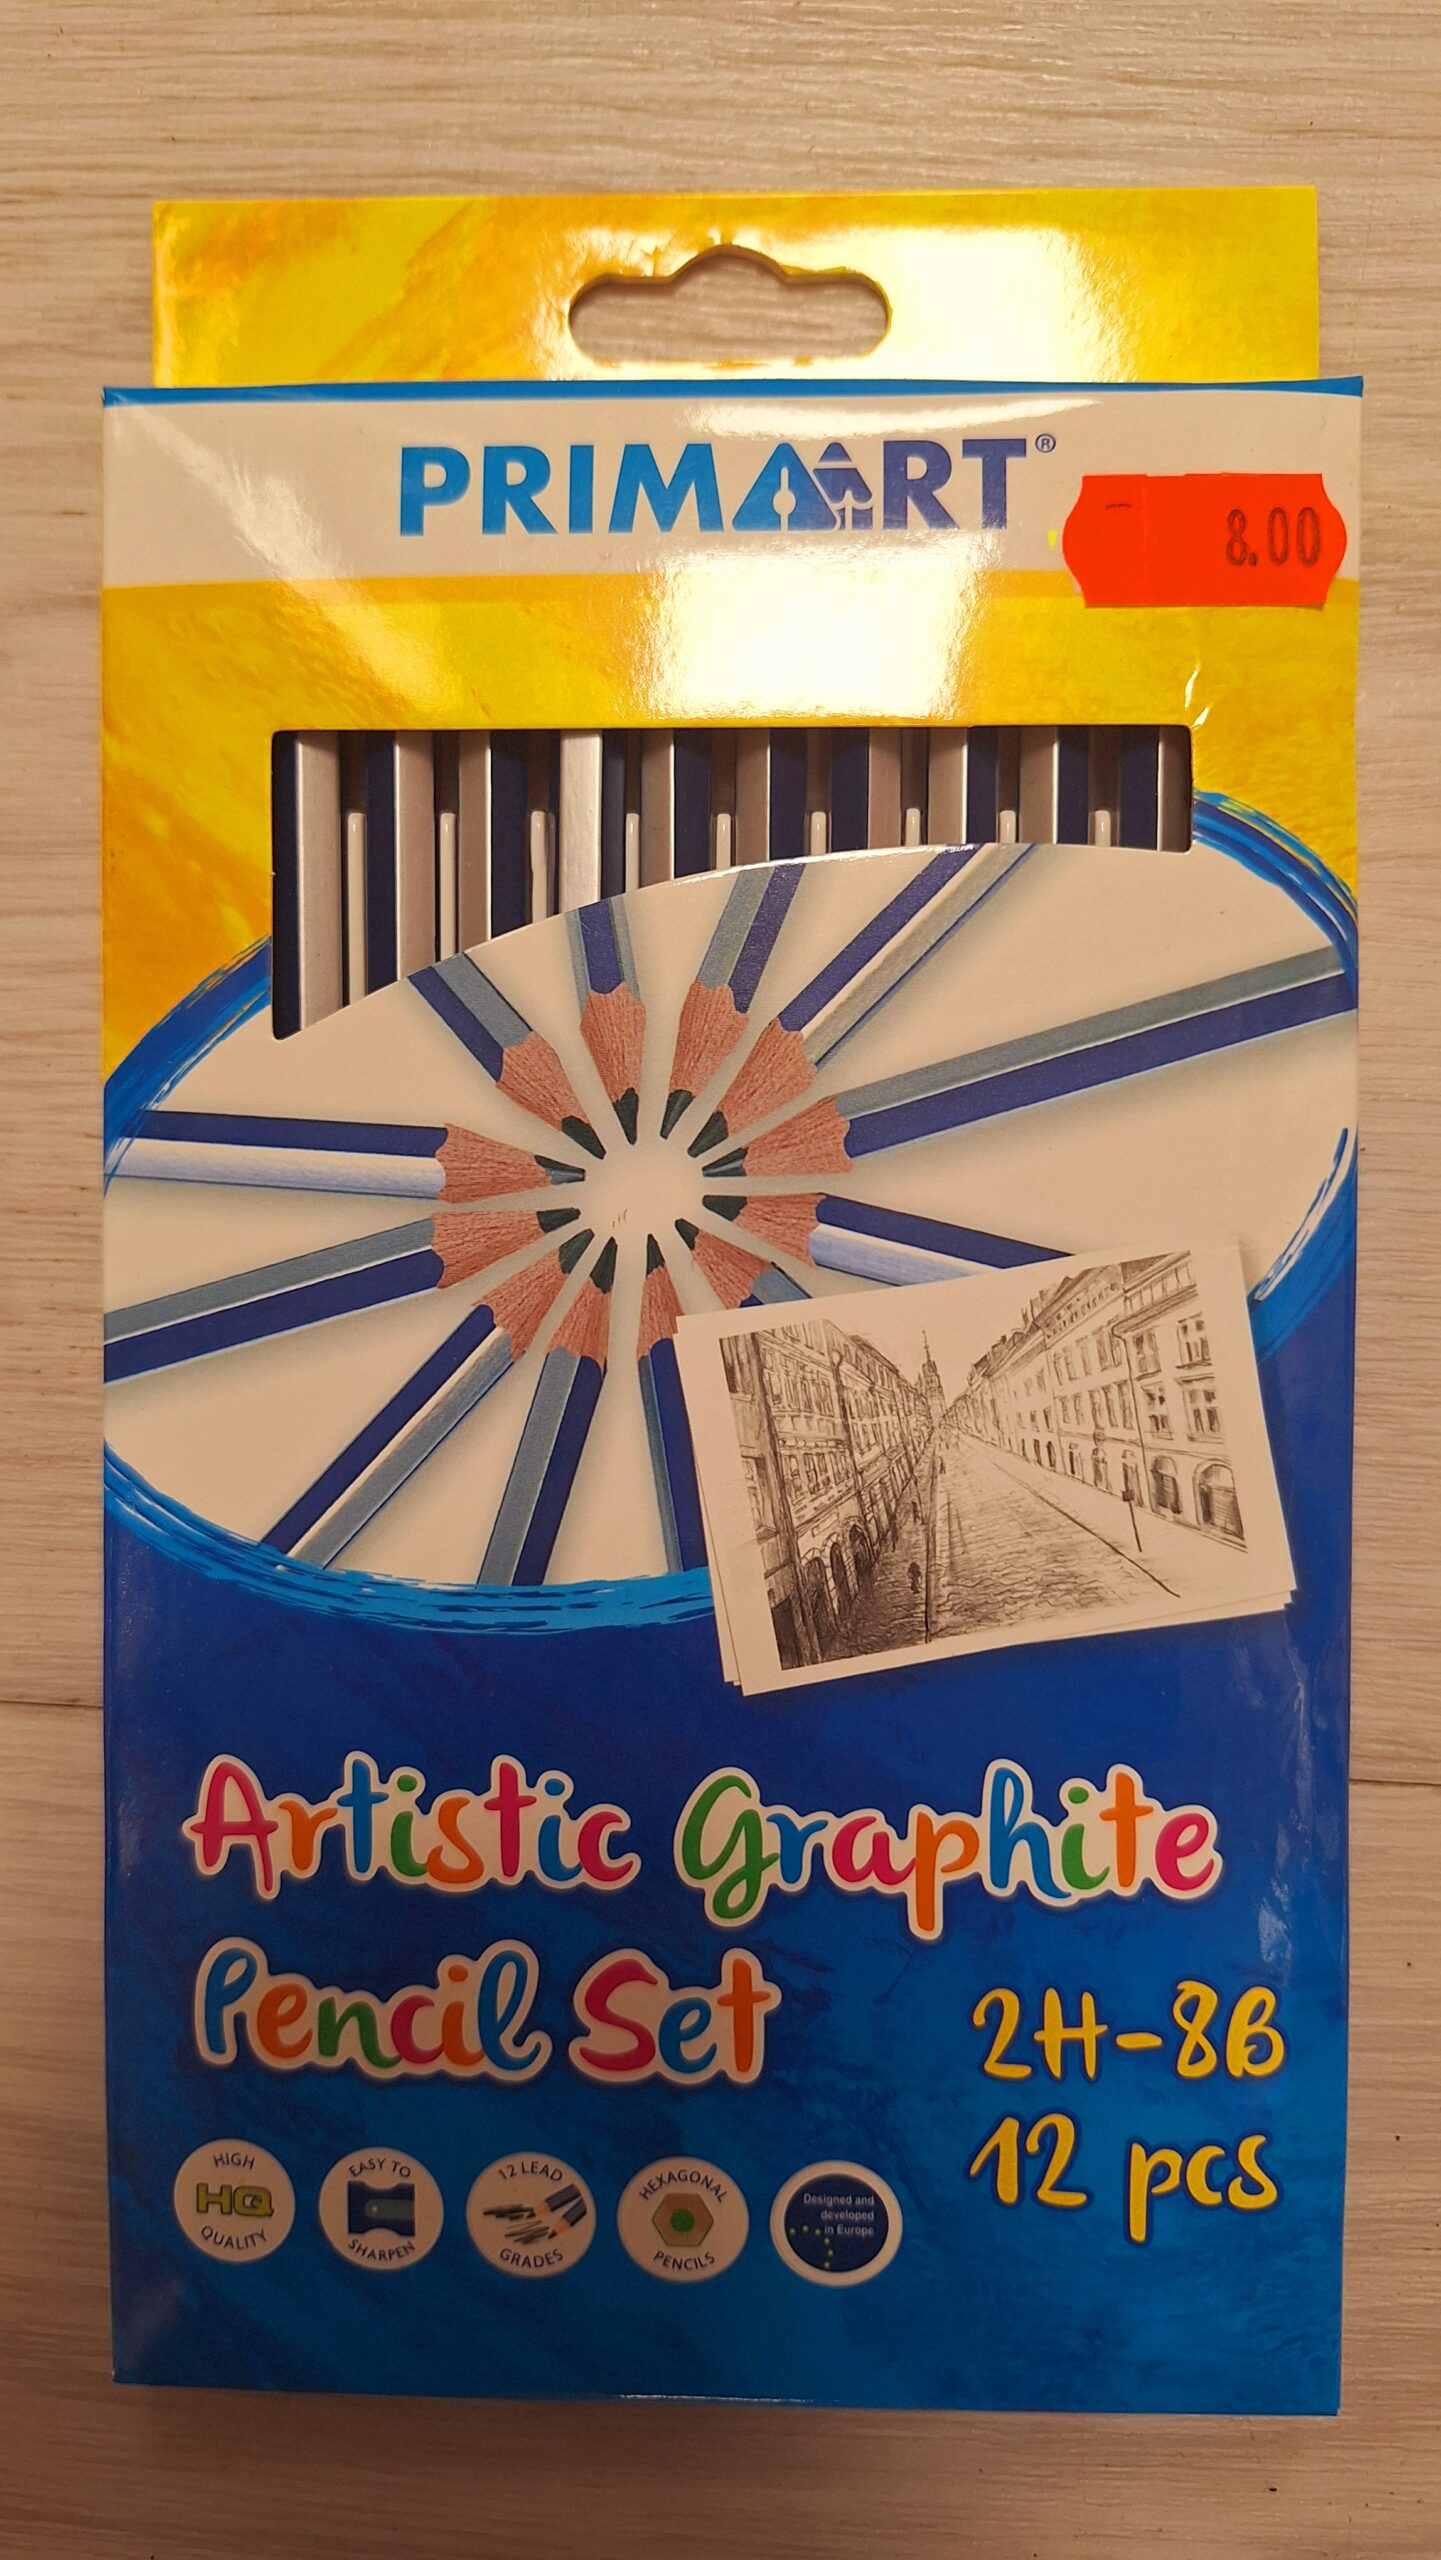 PRIMART®
8.00
Artistic Graphite
Pencil Set
2H-8B
12 pcs
HIGH
HQ
QUALITY
EASY TO
SHARPEN
12 LEAD
GRADES
HEXAGONAL
PENCILS
Designed and
developed
in Europe